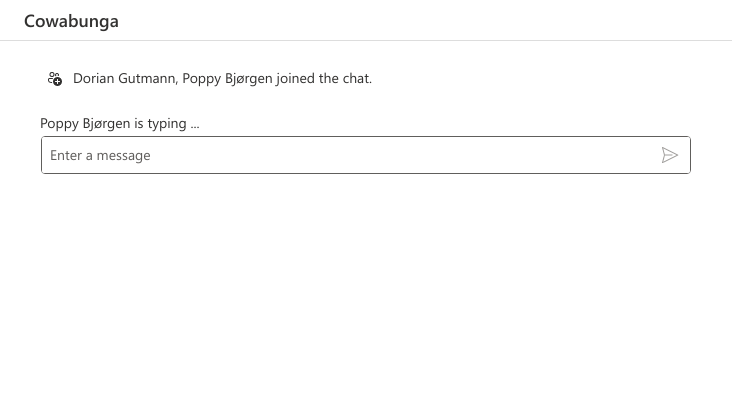 Cowabunga
Dorian Gutmann, Poppy Bjørgen joined the chat.
Poppy Bjørgen is typing ...
Enter a message